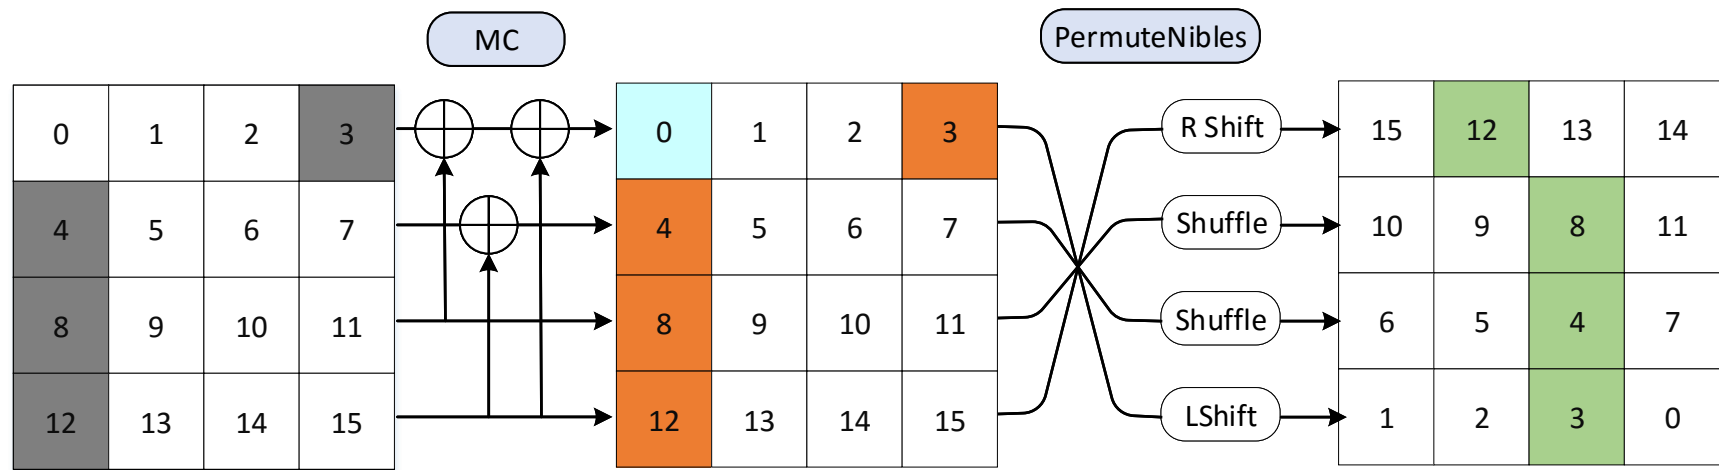 MC
PermuteNibles
0 1 2 3
4 5 6 7
8 9 10 11
12 13 14 15
0 1 2 3
4 5 6 7
8 9 10 11
12 13 14 15
R Shift
Shuffle
Shuffle
LShift
15 12 13 14
10 9 8 11
6 5 4 7
1 2 3 0